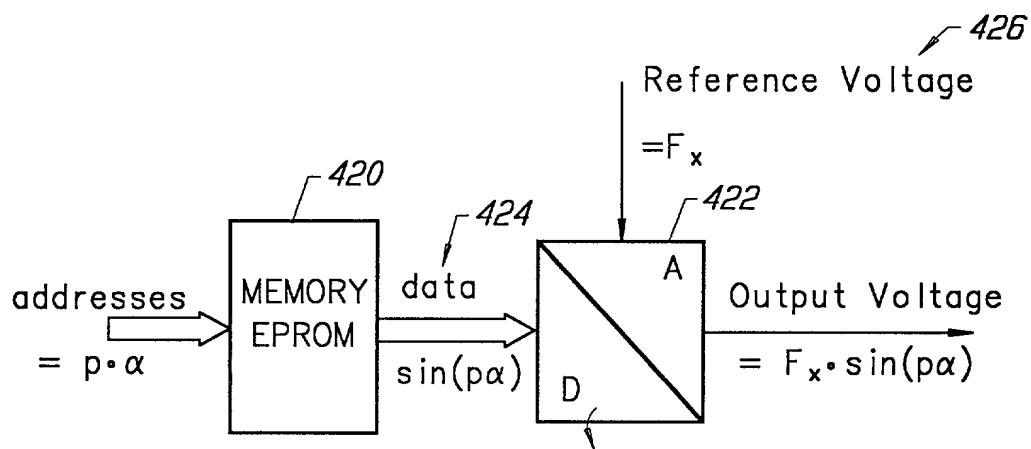 426
Reference Voltage
=Fₓ
420
424
422
addresses
= p·α
MEMORY
EPROM
data
sin(pα)
A
D
Output Voltage
= Fₓ·sin(pα)